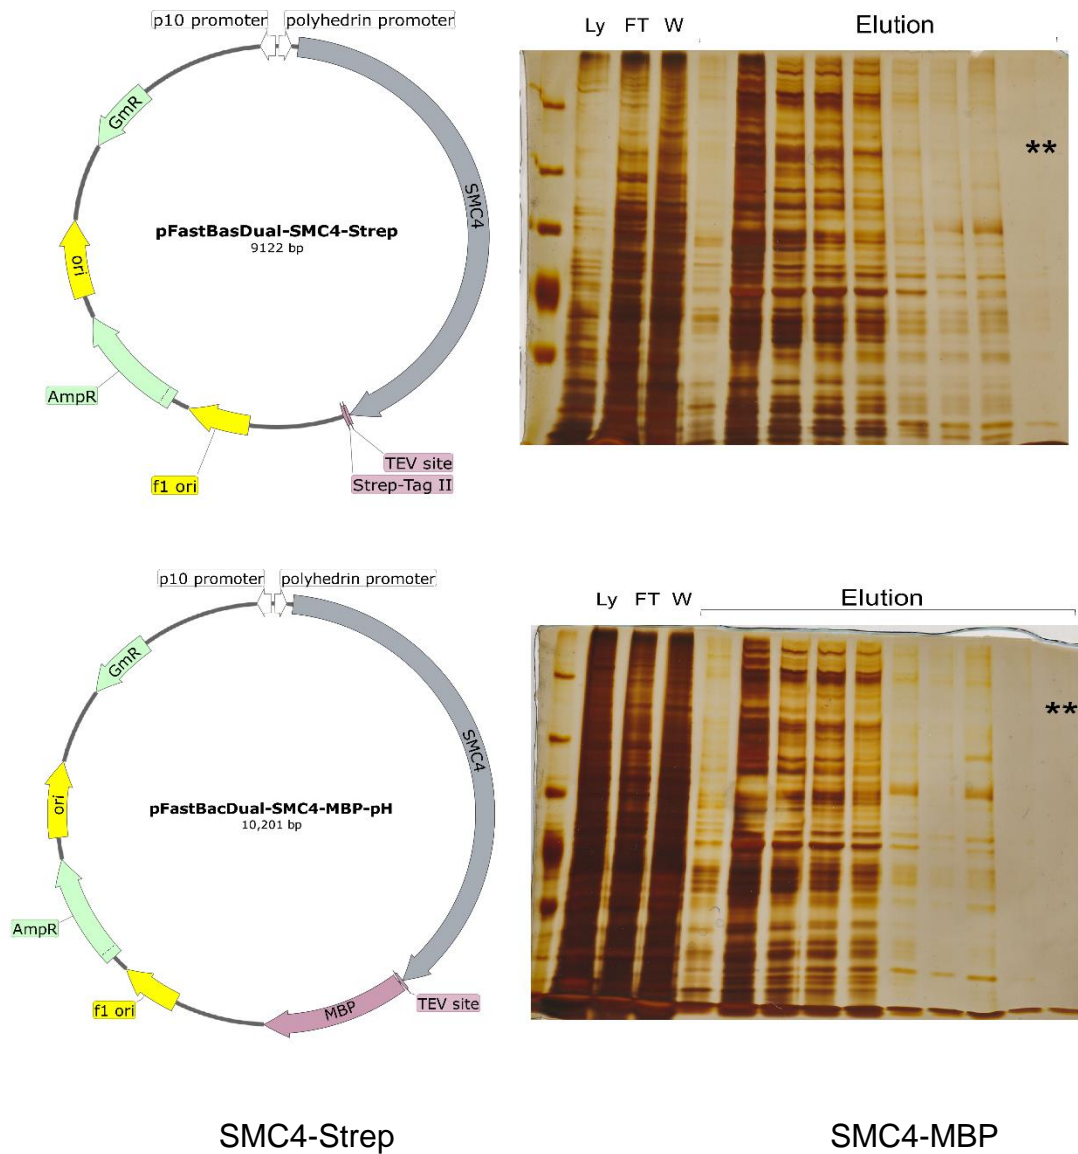 p10 promoter polyhedrin promoter
GmR
SMC4
pFastBasDual-SMC4-Strep
9122 bp
ori
AmpR
TEV site
Strep-Tag II
f1 ori
Elution
Ly FT W
**
p10 promoter polyhedrin promoter
GmR
SMC4
ori
pFastBacDual-SMC4-MBP-pH
10,201 bp
AmpR
f1 ori
MBP
TEV site
Elution
Ly FT W
**
SMC4-Strep
SMC4-MBP